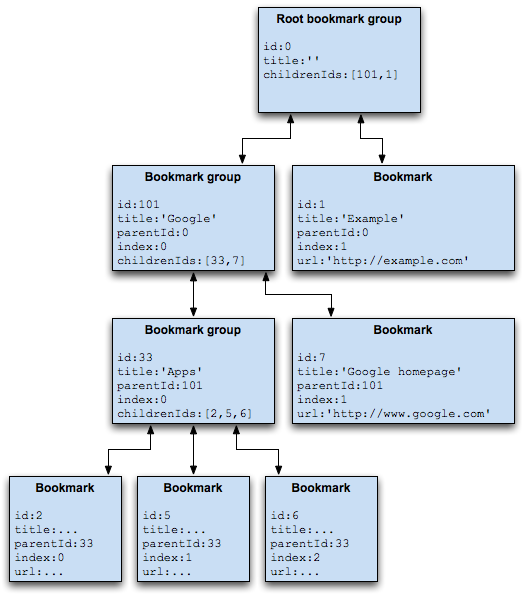 Root bookmark group
id:0
title:''
childrenIds:[101,1]
Bookmark group
id:101
title:'Google'
parentId:0
index:0
childrenIds:[33,7]
Bookmark
id:1
title:'Example'
parentId:0
index:1
url:'http://example.com'
Bookmark group
id:33
title:'Apps'
parentId:101
index:0
childrenIds:[2,5,6]
Bookmark
id:7
title:'Google homepage'
parentId:101
index:1
url:'http://www.google.com'
Bookmark
id:2
title:...
parentId:33
index:0
url:...
Bookmark
id:5
title:...
parentId:33
index:1
url:...
Bookmark
id:6
title:...
parentId:33
index:2
url:...